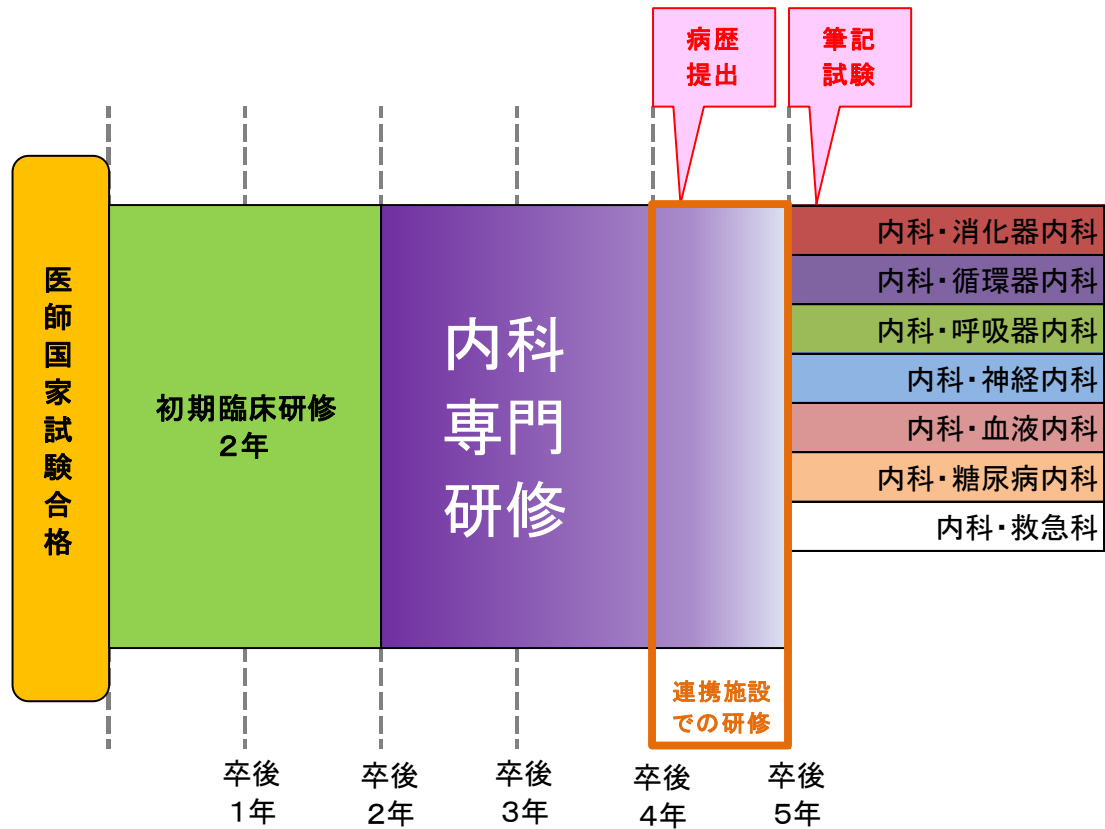 病歴
提出
筆記
試験
医師国家試験合格
初期臨床研修
２年
内科
専門
研修
内科・消化器内科
内科・循環器内科
内科・呼吸器内科
内科・神経内科
内科・血液内科
内科・糖尿病内科
内科・救急科
連携施設
での研修
卒後
１年
卒後
２年
卒後
３年
卒後
４年
卒後
５年